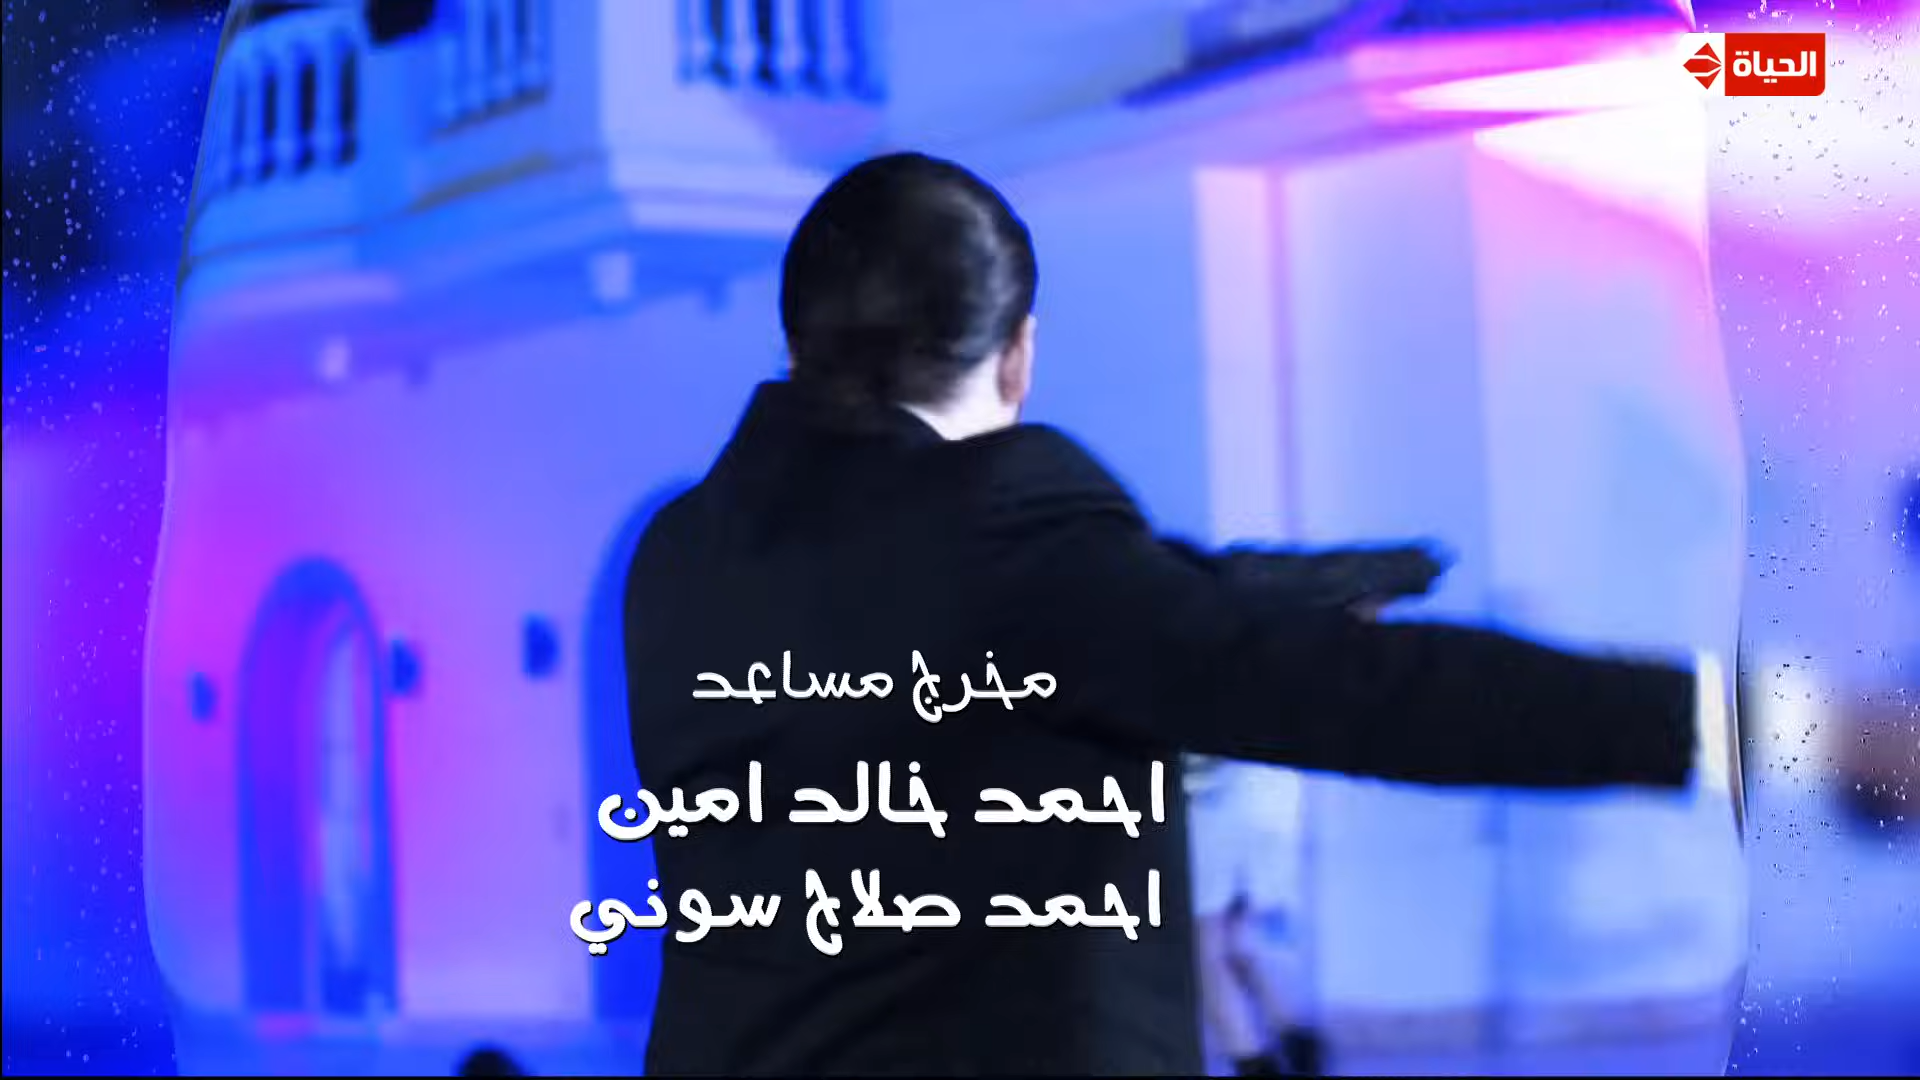 الحياة
مخرج مساعد
احمد خالد امين
احمد صلاح سوني